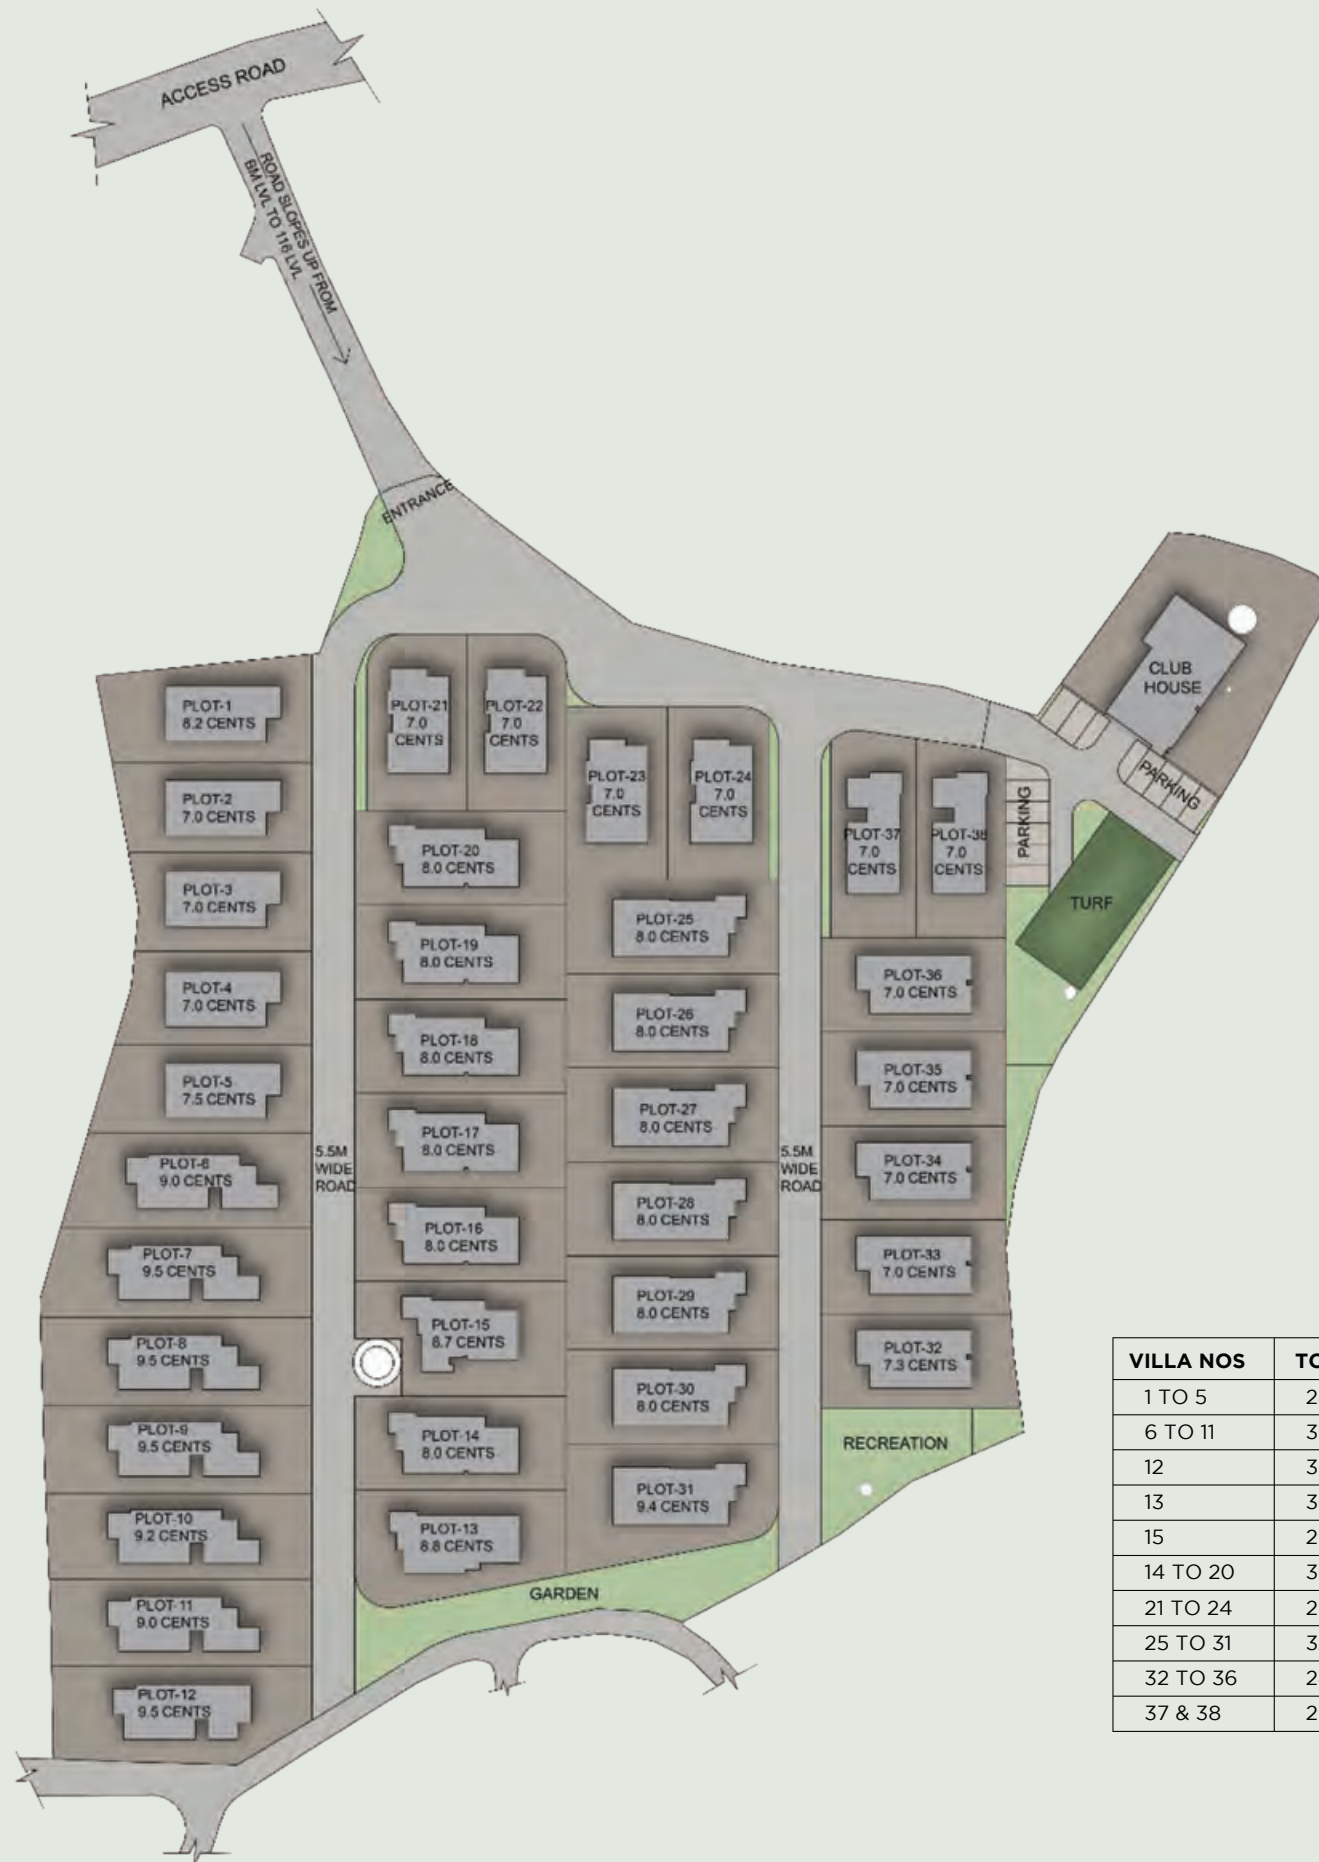 ACCESS ROAD
ROAD SLOPES UP FROM
BM LVL TO 116 LVL
ENTRANCE
CLUB
HOUSE
PARKING
PARKING
TURF
PLOT-1
8.2 CENTS
PLOT-2
7.0 CENTS
PLOT-3
7.0 CENTS
PLOT-4
7.0 CENTS
PLOT-5
7.5 CENTS
PLOT-6
9.0 CENTS
PLOT-7
9.5 CENTS
PLOT-8
9.5 CENTS
PLOT-9
9.5 CENTS
PLOT-10
9.2 CENTS
PLOT-11
9.0 CENTS
PLOT-12
9.5 CENTS
5.5M
WIDE
ROAD
PLOT-21
7.0
CENTS
PLOT-22
7.0
CENTS
PLOT-20
8.0 CENTS
PLOT-19
8.0 CENTS
PLOT-18
8.0 CENTS
PLOT-17
8.0 CENTS
PLOT-16
8.0 CENTS
PLOT-15
8.7 CENTS
PLOT-14
8.0 CENTS
PLOT-13
8.8 CENTS
PLOT-23
7.0
CENTS
PLOT-24
7.0
CENTS
PLOT-25
8.0 CENTS
PLOT-26
8.0 CENTS
PLOT-27
8.0 CENTS
PLOT-28
8.0 CENTS
PLOT-29
8.0 CENTS
PLOT-30
8.0 CENTS
PLOT-31
9.4 CENTS
5.5M
WIDE
ROAD
PLOT-37
7.0
CENTS
PLOT-38
7.0
CENTS
PLOT-36
7.0 CENTS
PLOT-35
7.0 CENTS
PLOT-34
7.0 CENTS
PLOT-33
7.0 CENTS
PLOT-32
7.3 CENTS
RECREATION
GARDEN
VILLA NOS
1 TO 5 2
6 TO 11 3
12 3
13 3
15 2
14 TO 20 3
21 TO 24 2
25 TO 31 3
32 TO 36 2
37 & 38 2